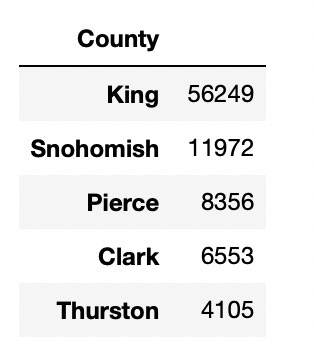 County
King 56249
Snohomish 11972
Pierce 8356
Clark 6553
Thurston 4105